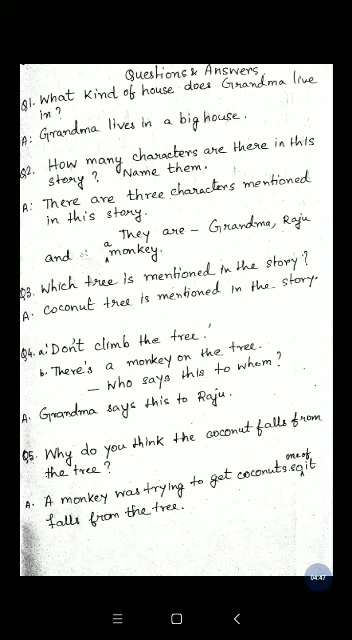 Questions & Answers
Q1. What kind of house does Grandma live
in?
A: Grandma lives in a big house.
Q2. How many characters are there in this
story? Name them.
A: There are three characters mentioned
in this story.
They are - Grandma, Raju
and a monkey.
Q3. Which tree is mentioned in the story?
A. Coconut tree is mentioned in the story.
Q4. a. 'Don't climb the tree.'
b. There's a monkey on the tree.
- Who says this to whom?
A. Grandma says this to Raju.
Q5. Why do you think the coconut falls from
the tree?
A. A monkey was trying to get coconuts. so one of it
falls from the tree.
04:47